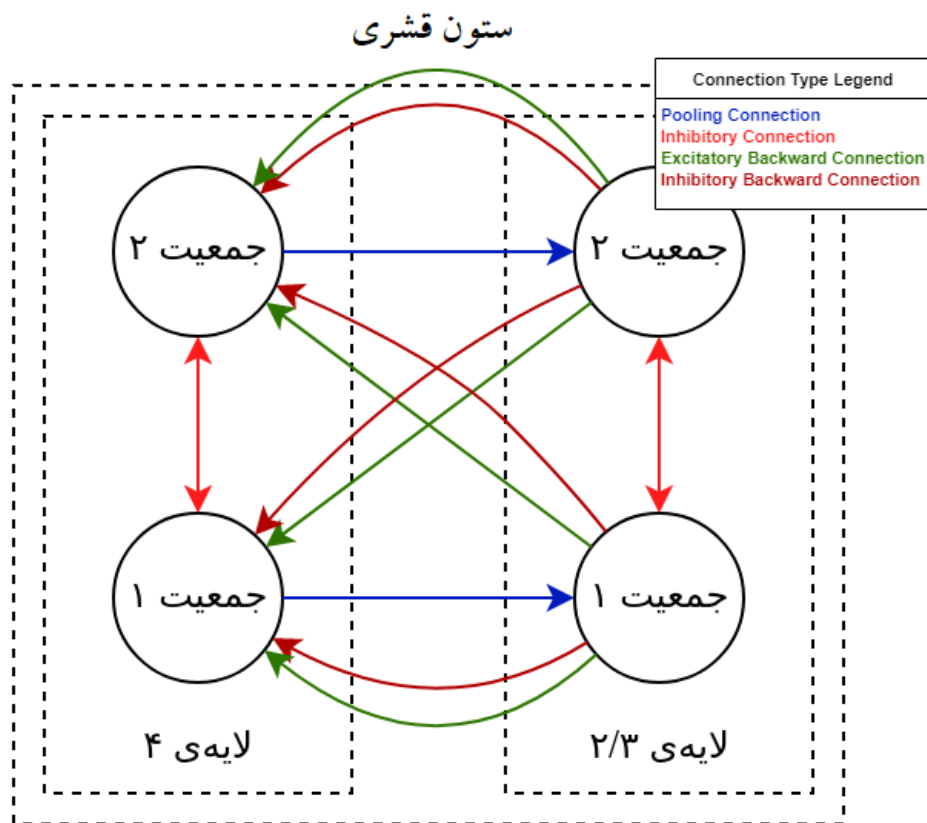 ستون قشری
Connection Type Legend
Pooling Connection
Inhibitory Connection
Excitatory Backward Connection
Inhibitory Backward Connection
جمعیت ۲
جمعیت ۲
جمعیت ۱
جمعیت ۱
لایه‌ی ۴
لایه‌ی ۲/۳